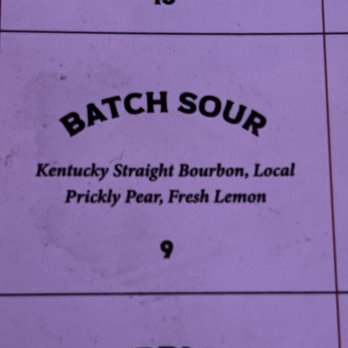 BATCH SOUR
Kentucky Straight Bourbon, Local
Prickly Pear, Fresh Lemon
9